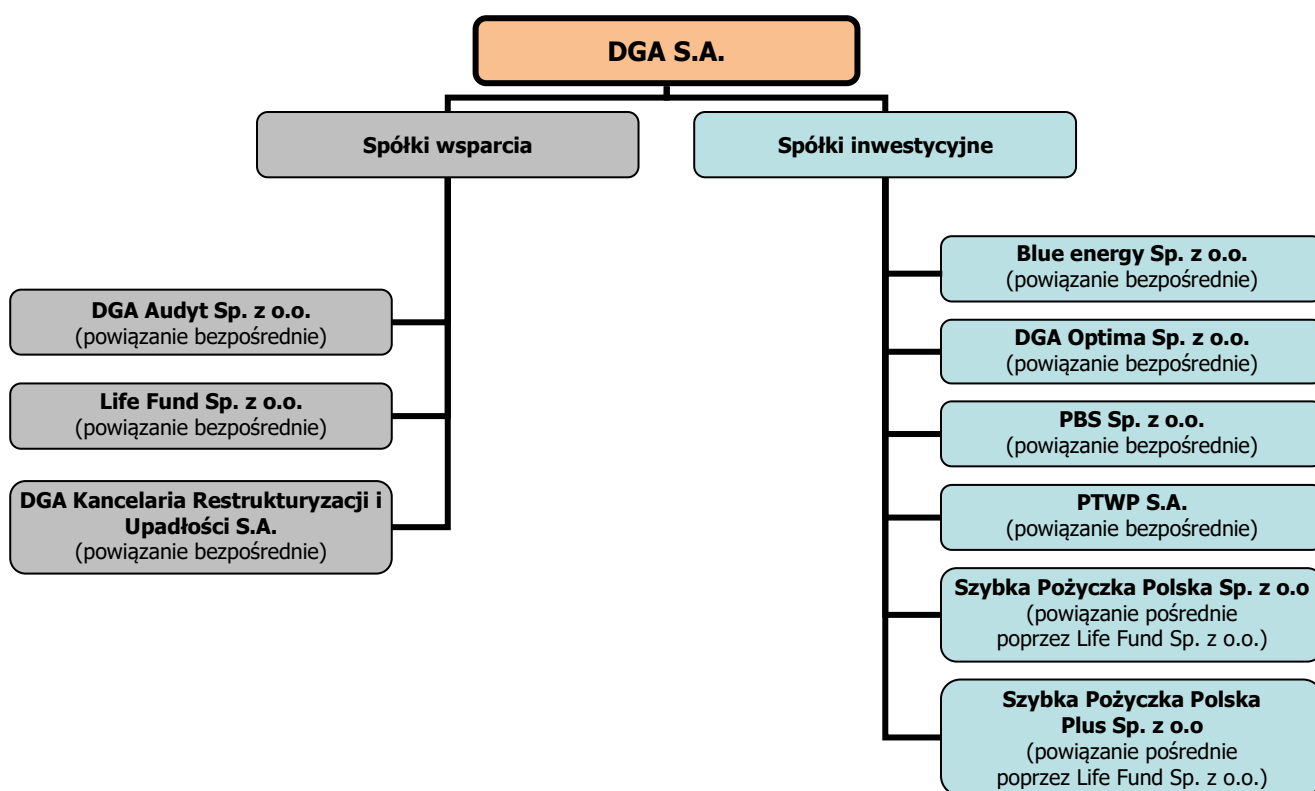 DGA S.A.
Spółki wsparcia
Spółki inwestycyjne
DGA Audyt Sp. z o.o.
(powiązanie bezpośrednie)
Life Fund Sp. z o.o.
(powiązanie bezpośrednie)
DGA Kancelaria Restrukturyzacji i
Upadłości S.A.
(powiązanie bezpośrednie)
Blue energy Sp. z o.o.
(powiązanie bezpośrednie)
DGA Optima Sp. z o.o.
(powiązanie bezpośrednie)
PBS Sp. z o.o.
(powiązanie bezpośrednie)
PTWP S.A.
(powiązanie bezpośrednie)
Szybka Pożyczka Polska Sp. z o.o
(powiązanie pośrednie
poprzez Life Fund Sp. z o.o.)
Szybka Pożyczka Polska
Plus Sp. z o.o
(powiązanie pośrednie
poprzez Life Fund Sp. z o.o.)